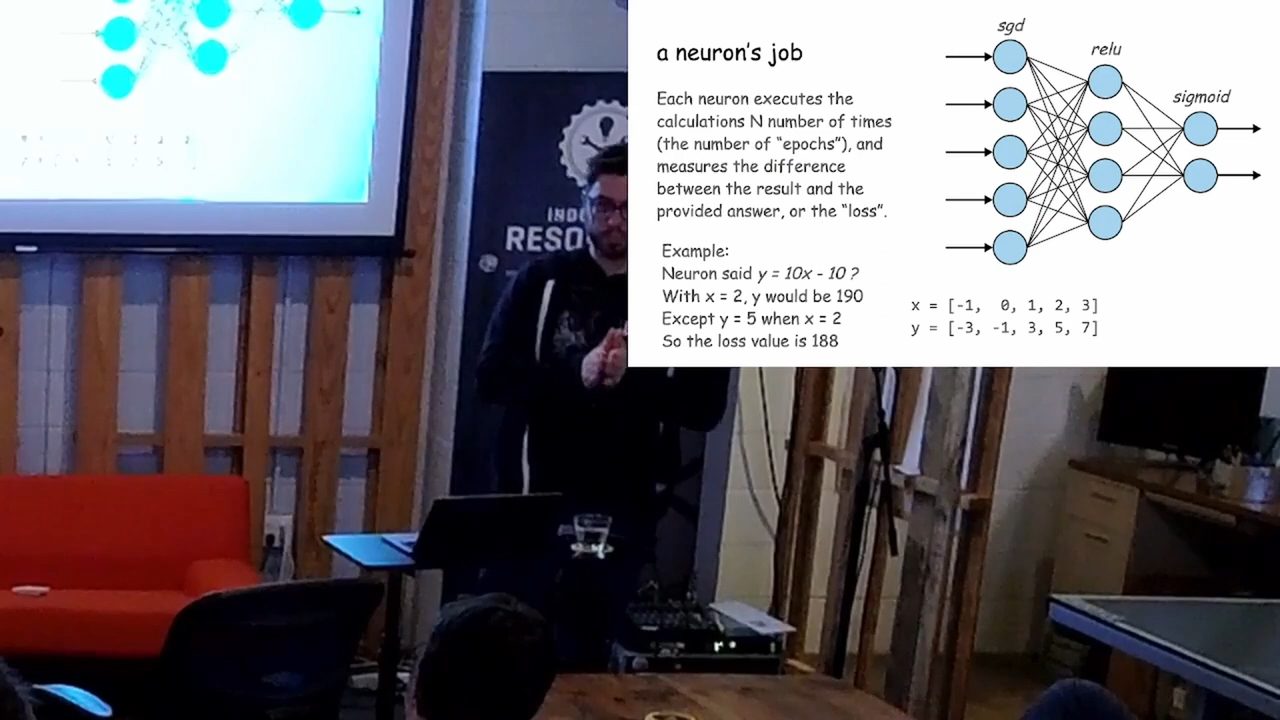 a neuron's job
Each neuron executes the
calculations N number of times
(the number of “epochs”), and
measures the difference
between the result and the
provided answer, or the “loss”.
Example:
Neuron said y = 10x - 10 ?
With x = 2, y would be 190
Except y = 5 when x = 2
So the loss value is 188
sgd
relu
sigmoid
x = [-1, 0, 1, 2, 3]
y = [-3, -1, 3, 5, 7]